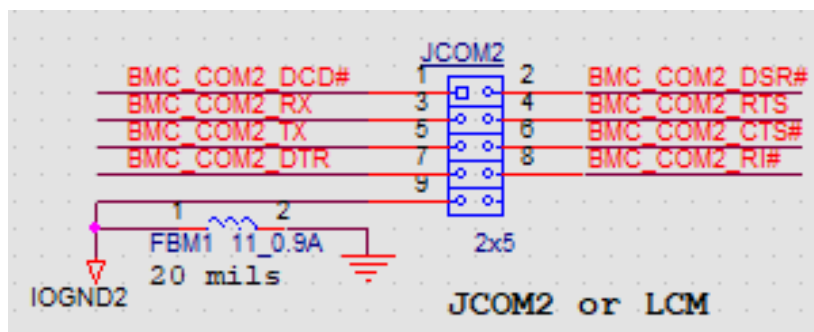 JCOM2
BMC_COM2_DCD# 1 2 BMC_COM2_DSR#
BMC_COM2_RX 3 4 BMC_COM2_RTS
BMC_COM2_TX 5 6 BMC_COM2_CTS#
BMC_COM2_DTR 7 8 BMC_COM2_RI#
9
1 2
FBM1 11_0.9A 2x5
20 mils
IOGND2 JCOM2 or LCM